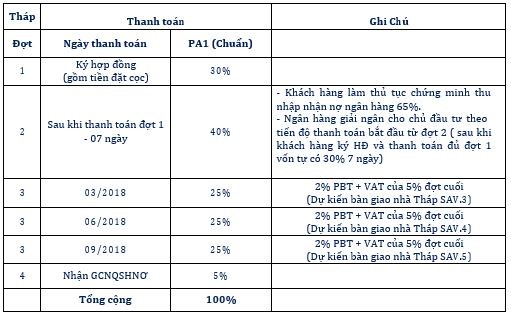 Tháp Thanh toán Ghi Chú
Đợt Ngày thanh toán PA1 (Chuẩn)
1 Ký hợp đồng 30%
(gồm tiền đặt cọc)
- Khách hàng làm thủ tục chứng minh thu
nhập nhận nợ ngân hàng 65%.
- Ngân hàng giải ngân cho chủ đầu tư theo
2 Sau khi thanh toán đợt 1 40% tiến độ thanh toán bắt đầu từ đợt 2 ( sau khi
- 07 ngày khách hàng ký HĐ và thanh toán đủ đợt 1
vốn tự có 30% 7 ngày)
3 03/2018 25% 2% PBT + VAT của 5% đợt cuối
(Dự kiến bàn giao nhà Tháp SAV.3)
3 06/2018 25% 2% PBT + VAT của 5% đợt cuối
(Dự kiến bàn giao nhà Tháp SAV.4)
3 09/2018 25% 2% PBT + VAT của 5% đợt cuối
(Dự kiến bàn giao nhà Tháp SAV.5)
4 Nhận GCNQSHNƠ 5%
Tổng cộng 100%